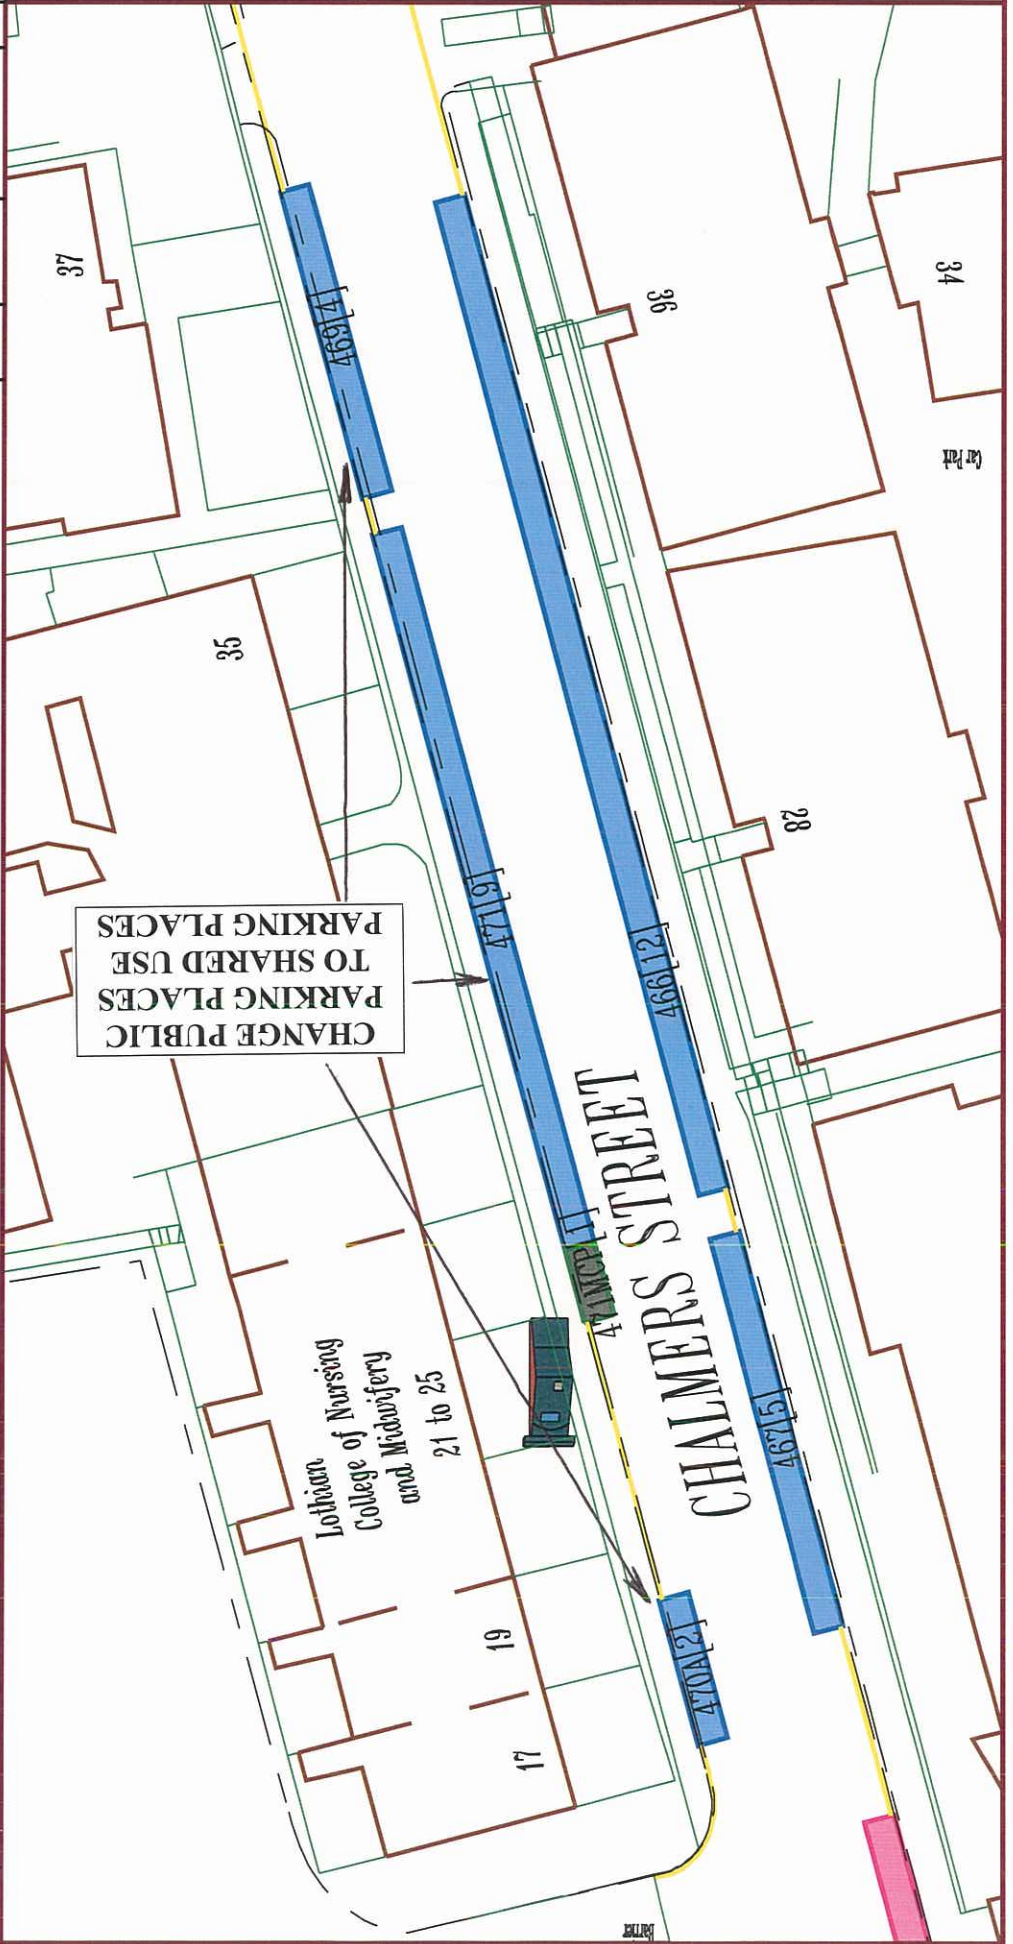 37
469[4]
36
34
Car Park
35
471[9]
28
466[12]
CHANGE PUBLIC
PARKING PLACES
TO SHARED USE
PARKING PLACES
471MCP[1]
CHALMERS STREET
467[5]
Lothian
College of Nursing
and Midwifery
21 to 25
19
470A[2]
17
Barrier